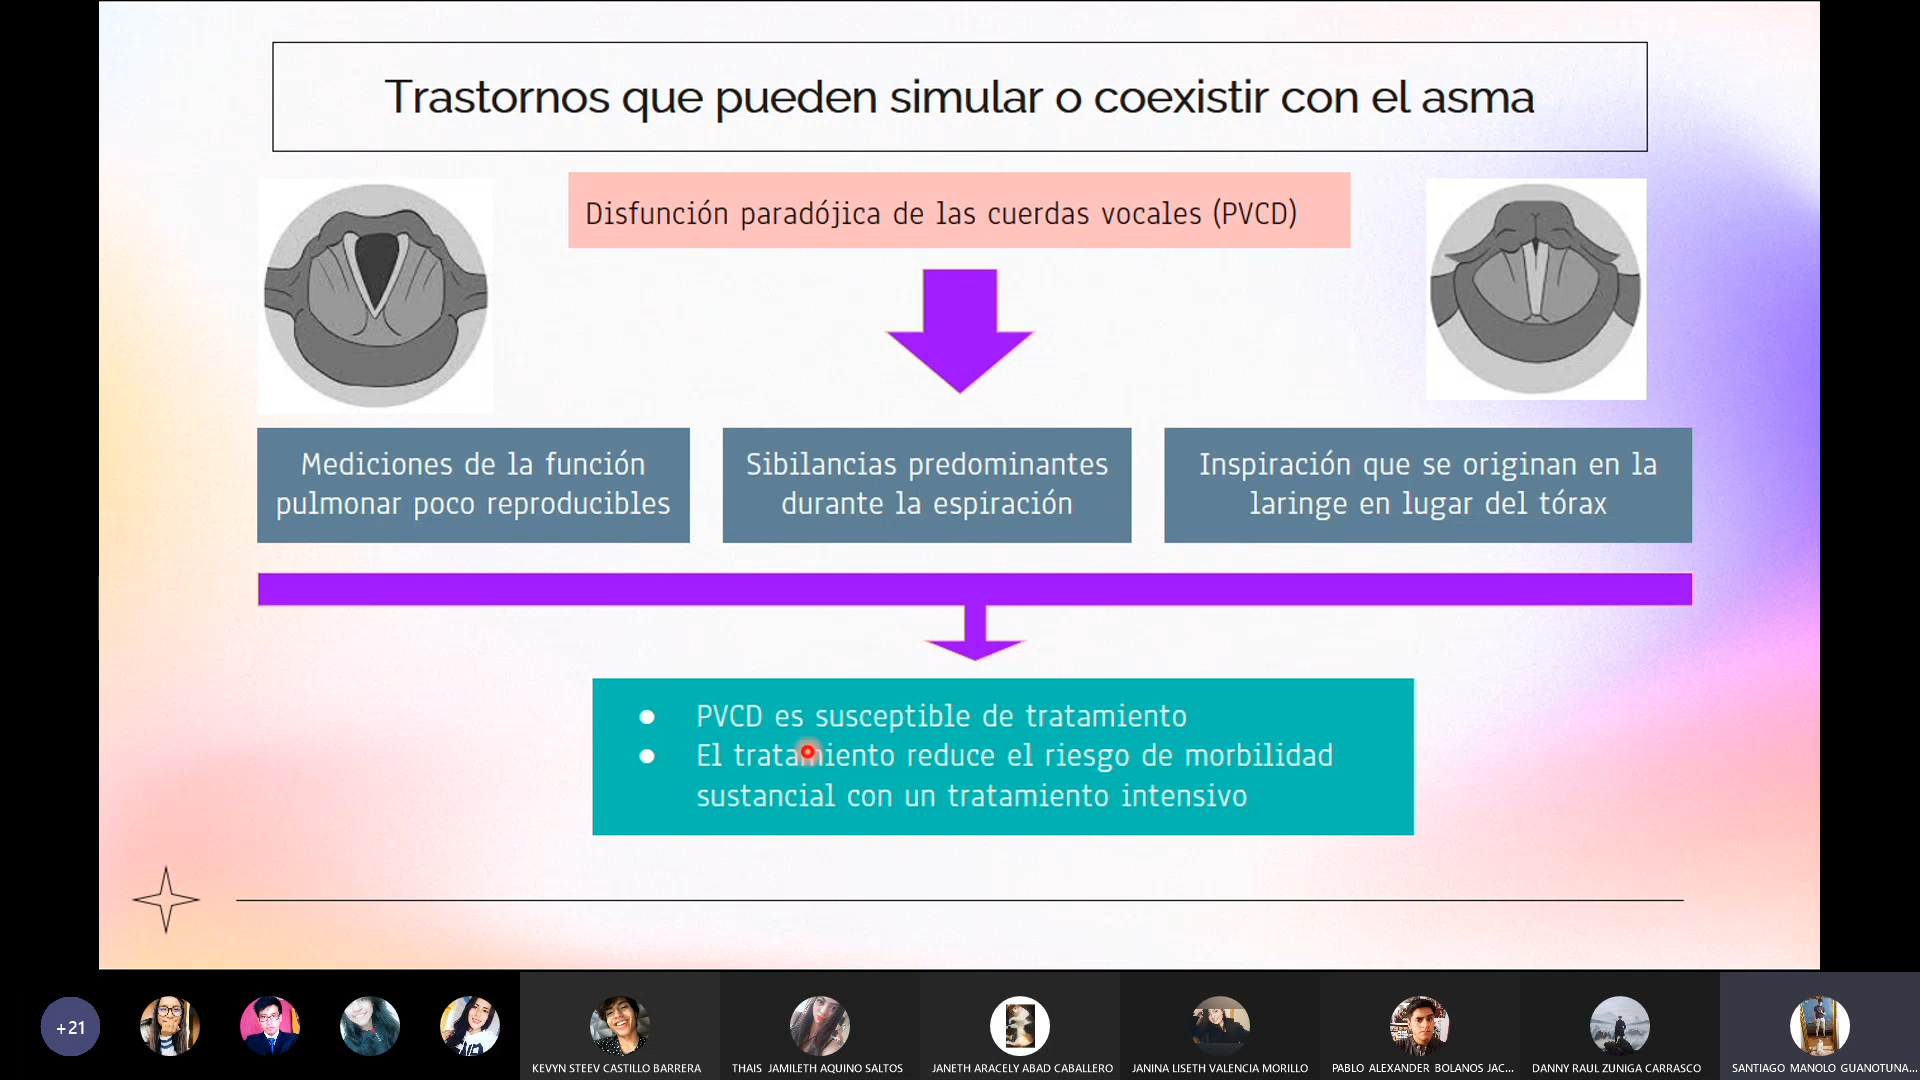 Trastornos que pueden simular o coexistir con el asma
Disfunción paradójica de las cuerdas vocales (PVCD)
Mediciones de la función
pulmonar poco reproducibles
Sibilancias predominantes
durante la espiración
Inspiración que se originan en la
laringe en lugar del tórax
PVCD es susceptible de tratamiento
El tratamiento reduce el riesgo de morbilidad
sustancial con un tratamiento intensivo
+21
KEVYN STEEV CASTILLO BARRERA
THAIS JAMILETH AQUINO SALTOS
JANETH ARACELY ABAD CABALLERO
JANINA LISETH VALENCIA MORILLO
PABLO ALEXANDER BOLANOS JAC...
DANNY RAUL ZUNIGA CARRASCO
SANTIAGO MANOLO GUANOTUNA...